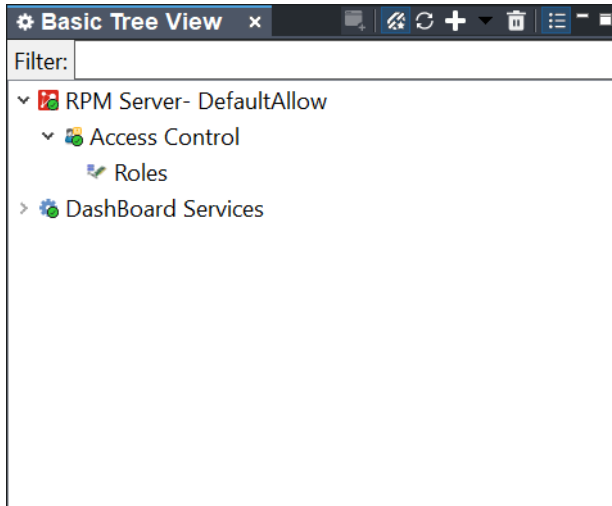 Basic Tree View
Filter:
RPM Server- DefaultAllow
Access Control
Roles
DashBoard Services